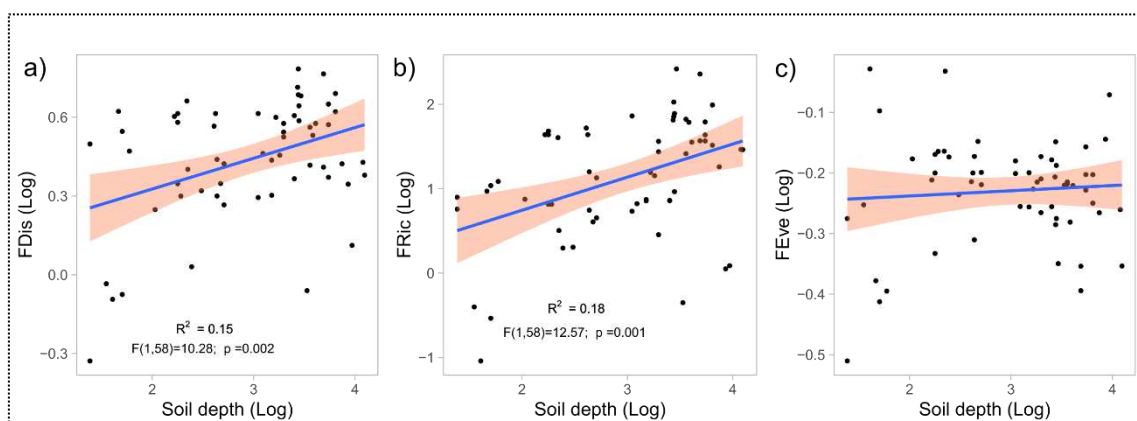 a)
FDis (Log)
0.6
0.3
0.0
−0.3
R² = 0.15
F(1,58)=10.28; p =0.002
2 3 4
Soil depth (Log)
b)
FRic (Log)
2
1
0
−1
R² = 0.18
F(1,58)=12.57; p =0.001
2 3 4
Soil depth (Log)
c)
FEve (Log)
−0.1
−0.2
−0.3
−0.4
−0.5
2 3 4
Soil depth (Log)